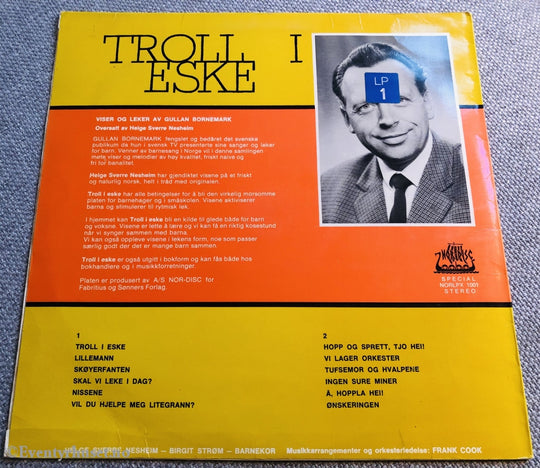 TROLL I
ESKE
LP
1
VISER OG LEKER AV GULLAN BORNEMARK
Oversatt av Helge Sverre Nesheim
GULLAN BORNEMARK fengslet og bedåret det svenske
publikum da hun i svensk TV presenterte sine sanger og leker
for barn. Venner av barnesang i Norge vil i denne samlingen
møte viser og melodier av høy kvalitet, friskt naive og
fri for banalitet.
Helge Sverre Nesheim har gjendiktet visene på et friskt
og naturlig norsk, helt i tråd med originalen.
Troll i eske har alle betingelser for å bli den virkelig morsomme
platen for barnehager og i småskolen. Visene aktiviserer
barna og stimulerer til rytmisk lek.
I hjemmet kan Troll i eske bli en kilde til glede både for barn
og voksne. Visene er lette å lære og vi kan få en riktig kosestund
når vi synger sammen med barna.
Vi kan også oppleve visene i lekens form, noe som passer
særlig godt der det er mange barn sammen.
Troll i eske er også utgitt i bokform og kan fås både hos
bokhandlere og i musikkforretninger.
Platen er produsert av A/S NOR-DISC for
Fabritius og Sønners Forlag.
SPECIAL
NORLPX 1001
STEREO
1
TROLL I ESKE
LILLEMANN
SKØYERFANTEN
SKAL VI LEKE I DAG?
NISSENE
VIL DU HJELPE MEG LITEGRANN?
2
HOPP OG SPRETT, TJO HEI!
VI LAGER ORKESTER
TUFSEMOR OG HVALPENE
INGEN SURE MINER
Å, HOPPLA HEI!
ØNSKERINGEN
HELGE SVERRE NESHEIM – BIRGIT STRØM – BARNEKOR Musikkarrangementer og orkesterledelse: FRANK COOK